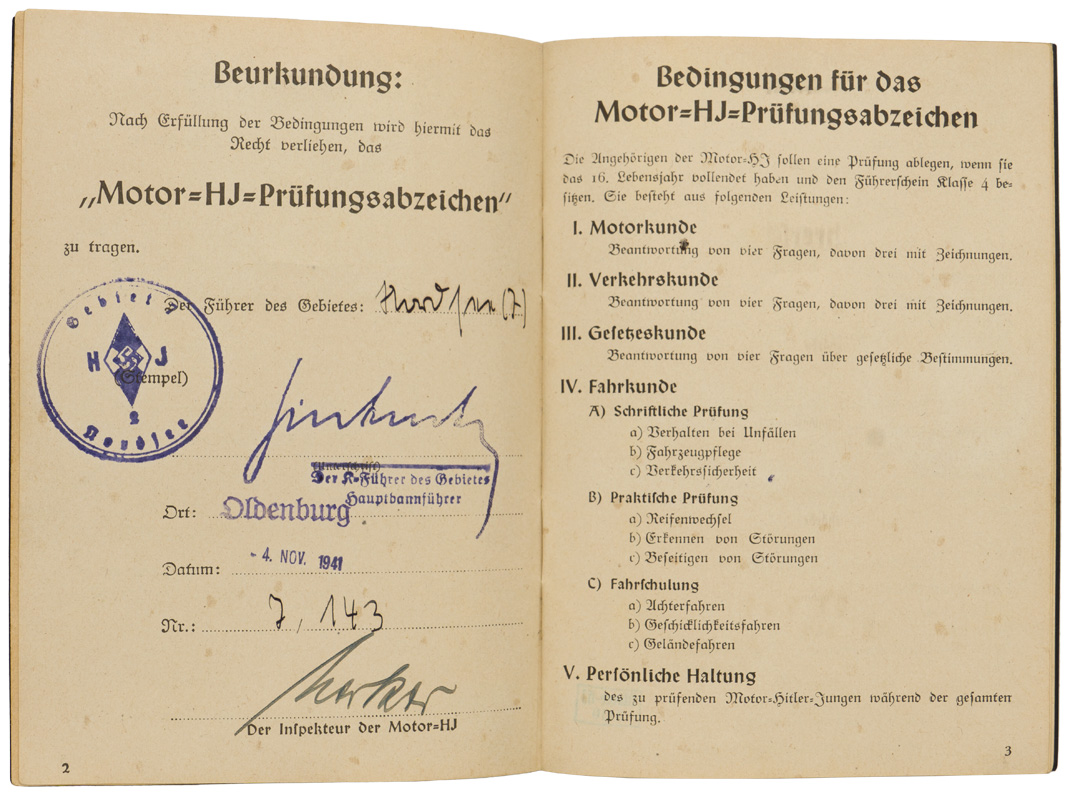 Beurkundung:
Nach Erfüllung der Bedingungen wird hiermit das
Recht verliehen, das
„Motor=HJ=Prüfungsabzeichen"
zu tragen.
Der Führer des Gebietes: Nordsee (7)
Gebiet
H J
(Stempel)
2
Nordsee
(Unterschrift)
Der K-Führer des Gebietes
Hauptbannführer
Ort: Oldenburg
Datum: - 4. NOV. 1941
Nr.: 7, 143
Der Inspekteur der Motor=HJ
2
Bedingungen für das
Motor=HJ=Prüfungsabzeichen
Die Angehörigen der Motor=HJ sollen eine Prüfung ablegen, wenn sie
das 16. Lebensjahr vollendet haben und den Führerschein Klasse 4 be=
sitzen. Sie besteht aus folgenden Leistungen:
I. Motorkunde
Beantwortung von vier Fragen, davon drei mit Zeichnungen.
II. Verkehrskunde
Beantwortung von vier Fragen, davon drei mit Zeichnungen.
III. Gesetzeskunde
Beantwortung von vier Fragen über gesetzliche Bestimmungen.
IV. Fahrkunde
A) Schriftliche Prüfung
a) Verhalten bei Unfällen
b) Fahrzeugpflege
c) Verkehrssicherheit
B) Praktische Prüfung
a) Reifenwechsel
b) Erkennen von Störungen
c) Beseitigen von Störungen
C) Fahrschulung
a) Achterfahren
b) Geschicklichkeitsfahren
c) Geländefahren
V. Persönliche Haltung
des zu prüfenden Motor=Hitler=Jungen während der gesamten
Prüfung.
3